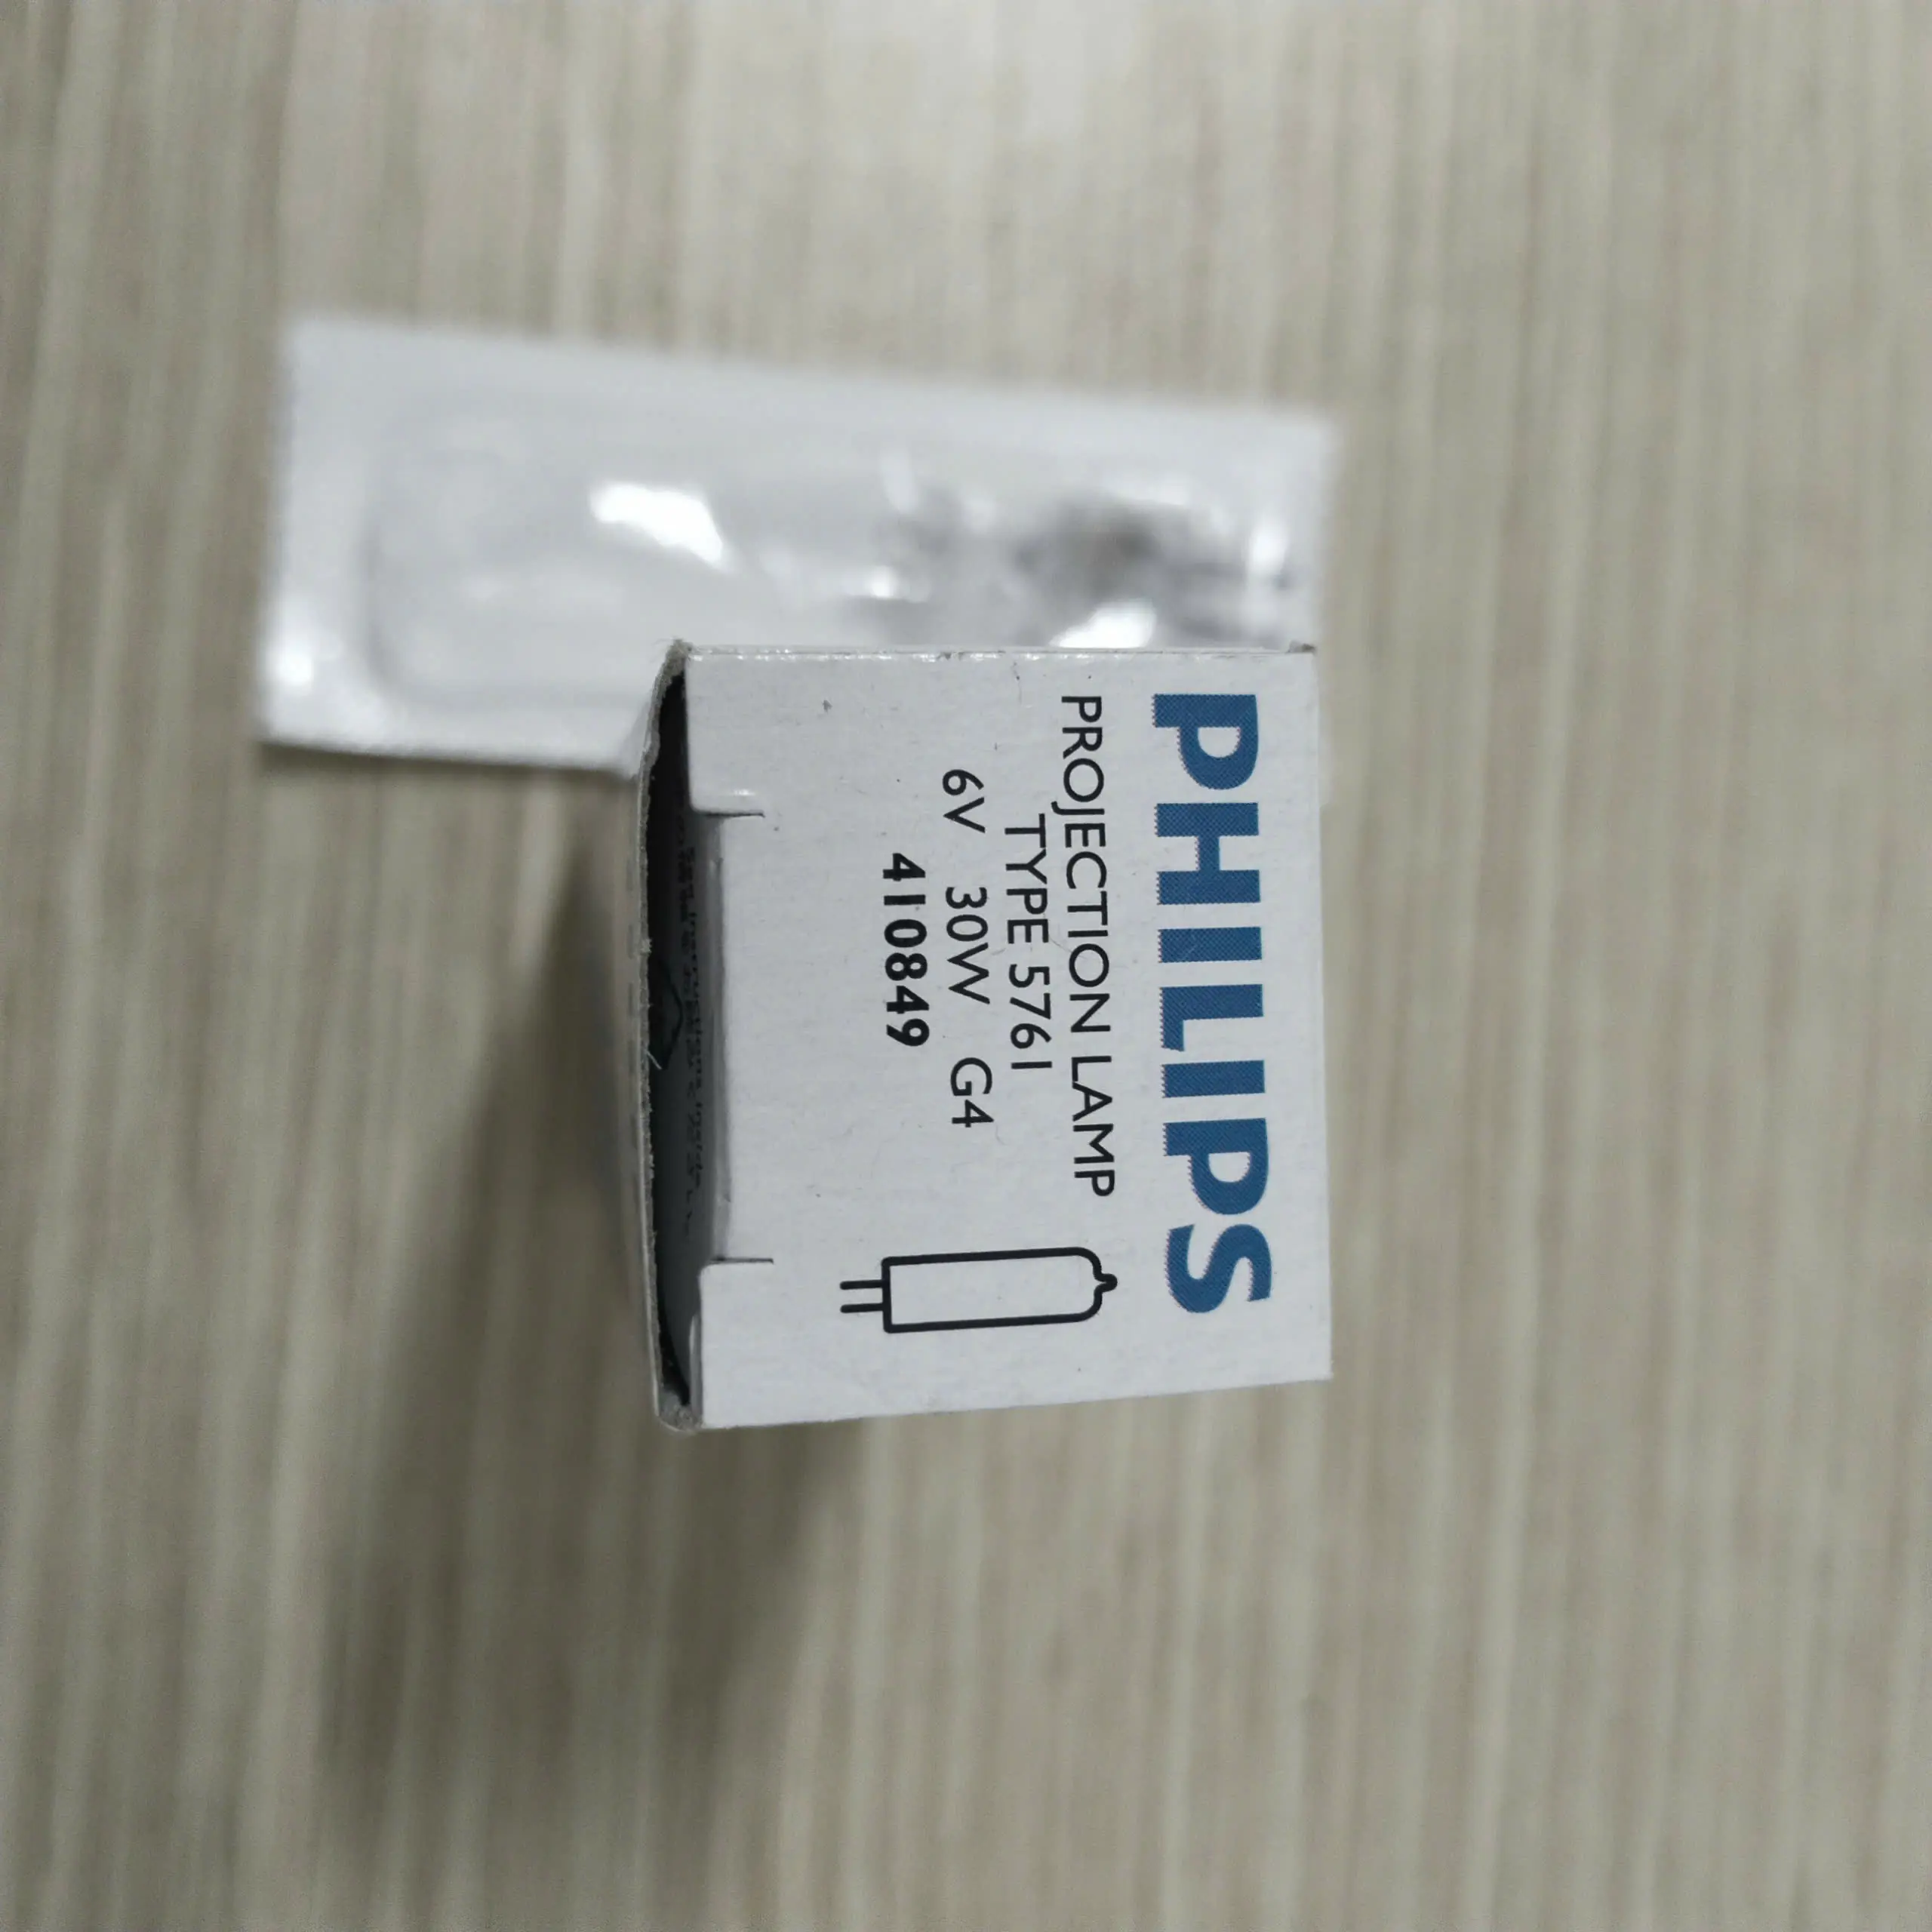 PHILIPS
PROJECTION LAMP
TYPE 5761
6V 30W G4
410849